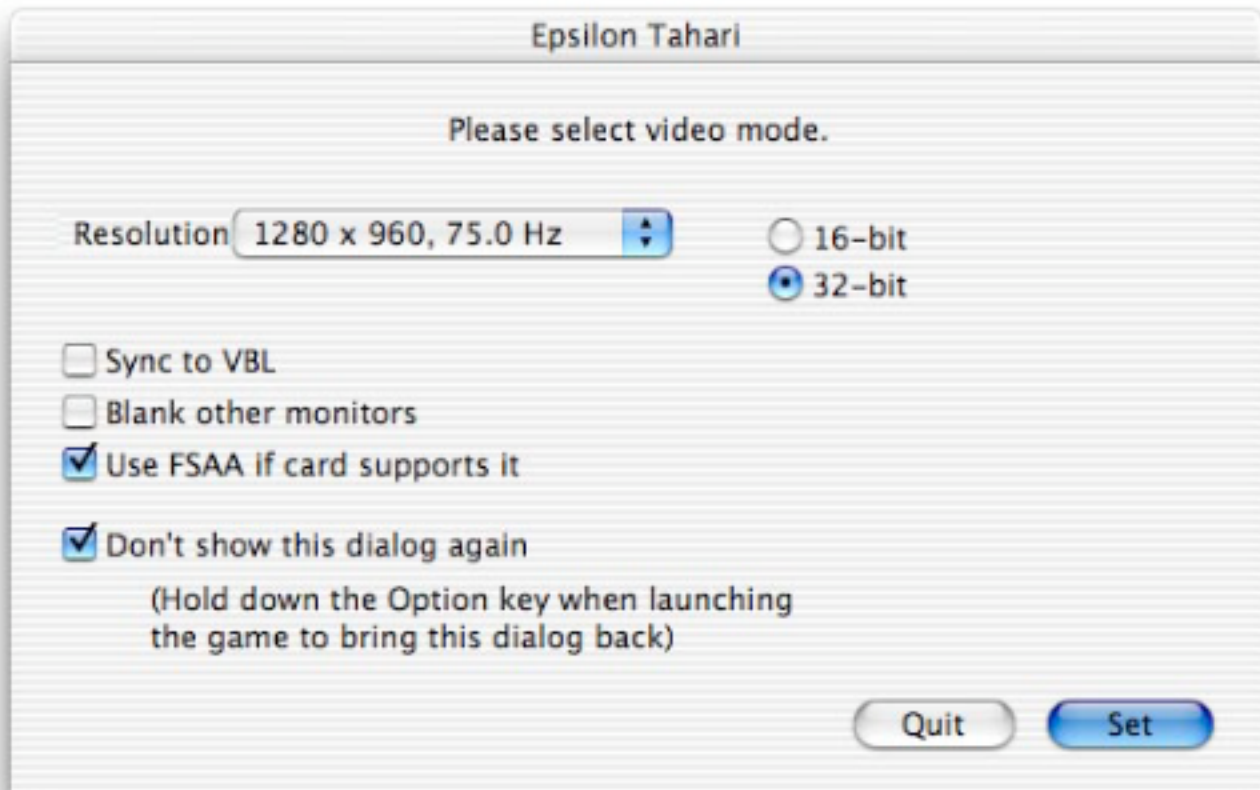 Epsilon Tahari
Please select video mode.
Resolution 1280 x 960, 75.0 Hz
16-bit
32-bit
Sync to VBL
Blank other monitors
Use FSAA if card supports it
Don't show this dialog again
(Hold down the Option key when launching
the game to bring this dialog back)
Quit Set